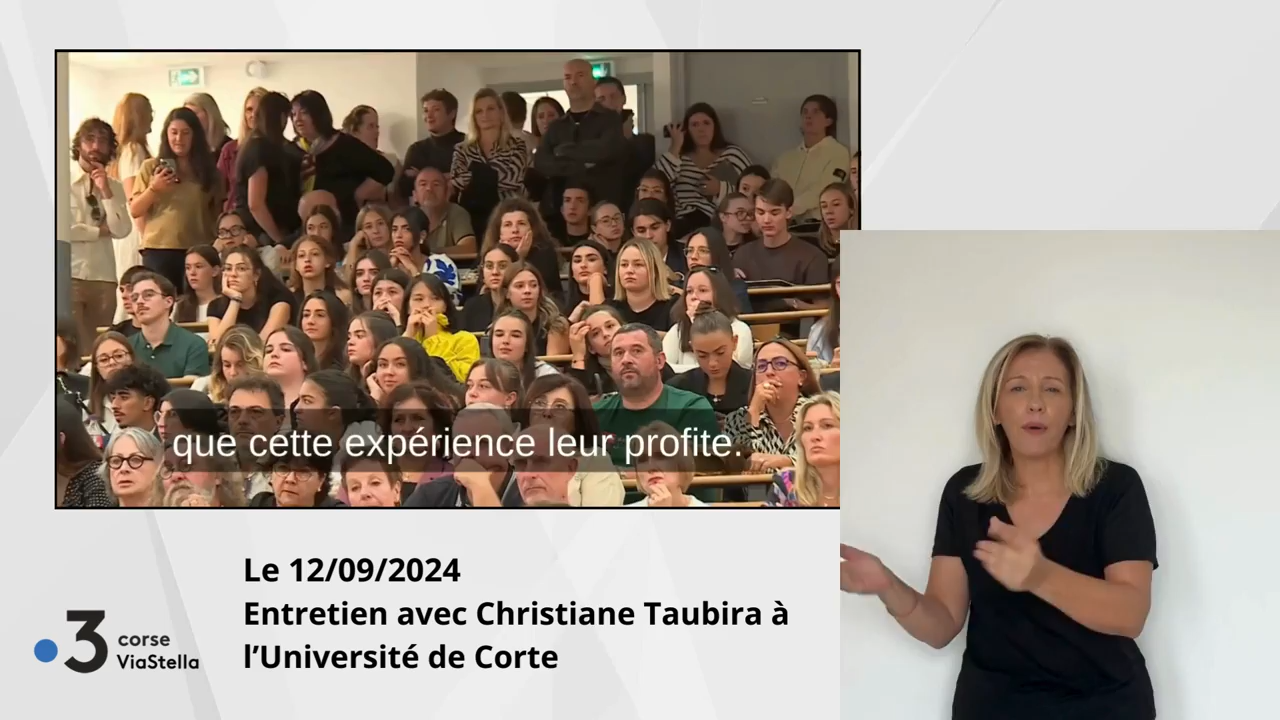 que cette expérience leur profite.
Le 12/09/2024
Entretien avec Christiane Taubira à
l'Université de Corte
3 corse
ViaStella